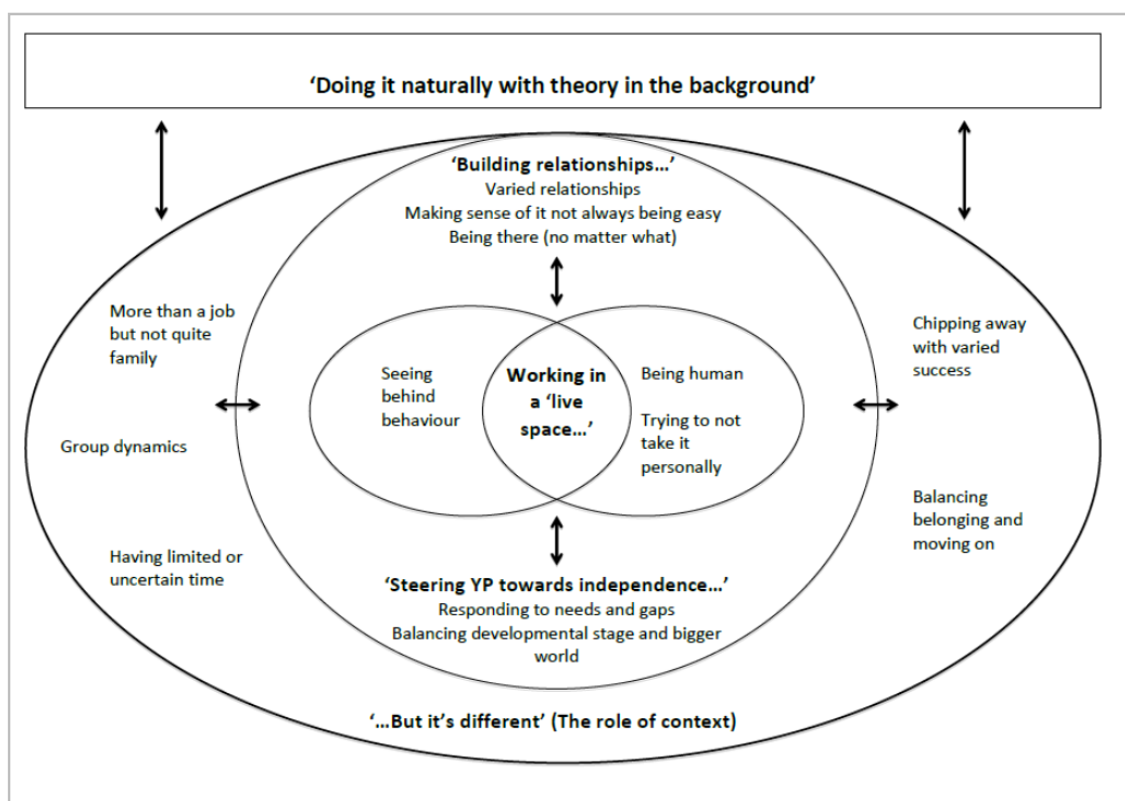 ‘Doing it naturally with theory in the background’
‘Building relationships…’
Varied relationships
Making sense of it not always being easy
Being there (no matter what)
More than a job
but not quite
family
Group dynamics
Having limited or
uncertain time
Seeing
behind
behaviour
Working in
a ‘live
space…’
Being human
Trying to not
take it
personally
Chipping away
with varied
success
Balancing
belonging and
moving on
‘Steering YP towards independence…’
Responding to needs and gaps
Balancing developmental stage and bigger
world
‘…But it’s different’ (The role of context)